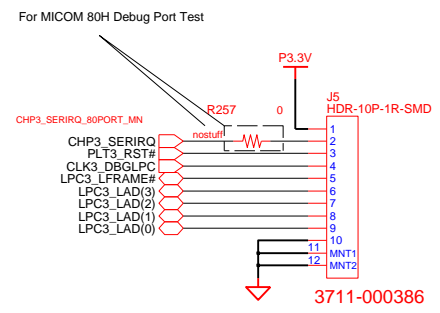 For MICOM 80H Debug Port Test
P3.3V
J5
HDR-10P-1R-SMD
R257 0
CHP3_SERIRQ_80PORT_MN
nostuff
1
CHP3_SERIRQ 2
PLT3_RST# 3
CLK3_DBGLPC 4
LPC3_LFRAME# 5
LPC3_LAD(3) 6
LPC3_LAD(2) 7
LPC3_LAD(1) 8
LPC3_LAD(0) 9
10
11 MNT1
12 MNT2
3711-000386